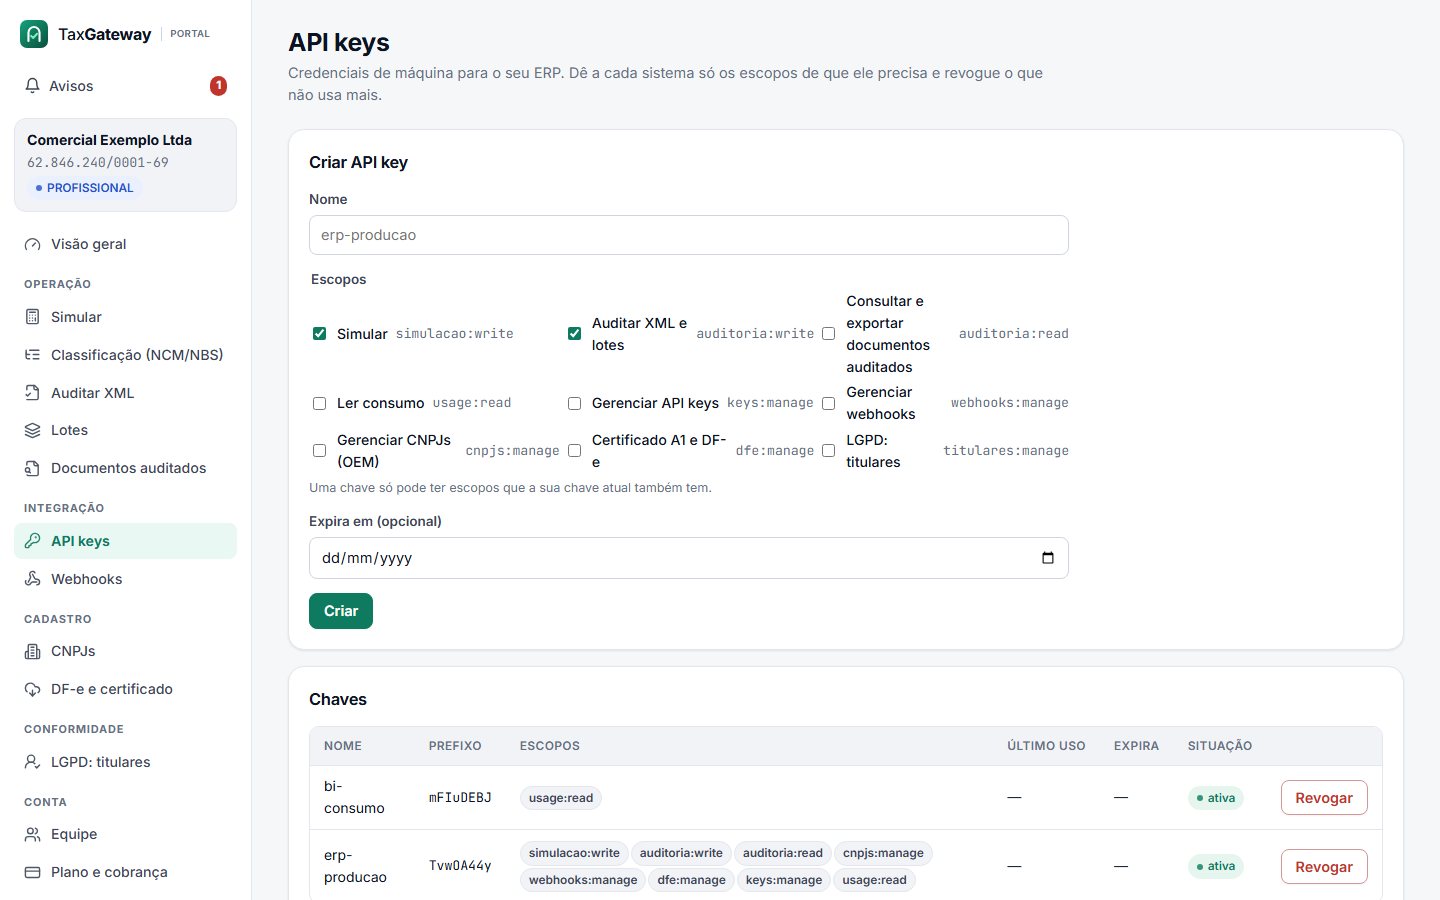 TaxGateway PORTAL
Avisos 1
Comercial Exemplo Ltda
62.846.240/0001-69
PROFISSIONAL
Visão geral
OPERAÇÃO
Simular
Classificação (NCM/NBS)
Auditar XML
Lotes
Documentos auditados
INTEGRAÇÃO
API keys
Webhooks
CADASTRO
CNPJs
DF-e e certificado
CONFORMIDADE
LGPD: titulares
CONTA
Equipe
Plano e cobrança
API keys
Credenciais de máquina para o seu ERP. Dê a cada sistema só os escopos de que ele precisa e revogue o que
não usa mais.
Criar API key
Nome
erp-producao
Escopos
Simular simulacao:write
Auditar XML e
lotes
auditoria:write
Consultar e
exportar
documentos
auditados
auditoria:read
Ler consumo usage:read
Gerenciar API keys keys:manage
Gerenciar
webhooks
webhooks:manage
Gerenciar CNPJs
(OEM)
cnpjs:manage
Certificado A1 e DF-
e
dfe:manage
LGPD:
titulares
titulares:manage
Uma chave só pode ter escopos que a sua chave atual também tem.
Expira em (opcional)
dd/mm/yyyy
Criar
Chaves
NOME PREFIXO ESCOPOS ÚLTIMO USO EXPIRA SITUAÇÃO
bi-
consumo
mFIuDEBJ usage:read — — ativa Revogar
erp-
producao
TvwOA44y
simulacao:write auditoria:write auditoria:read cnpjs:manage
webhooks:manage dfe:manage keys:manage usage:read
— — ativa Revogar